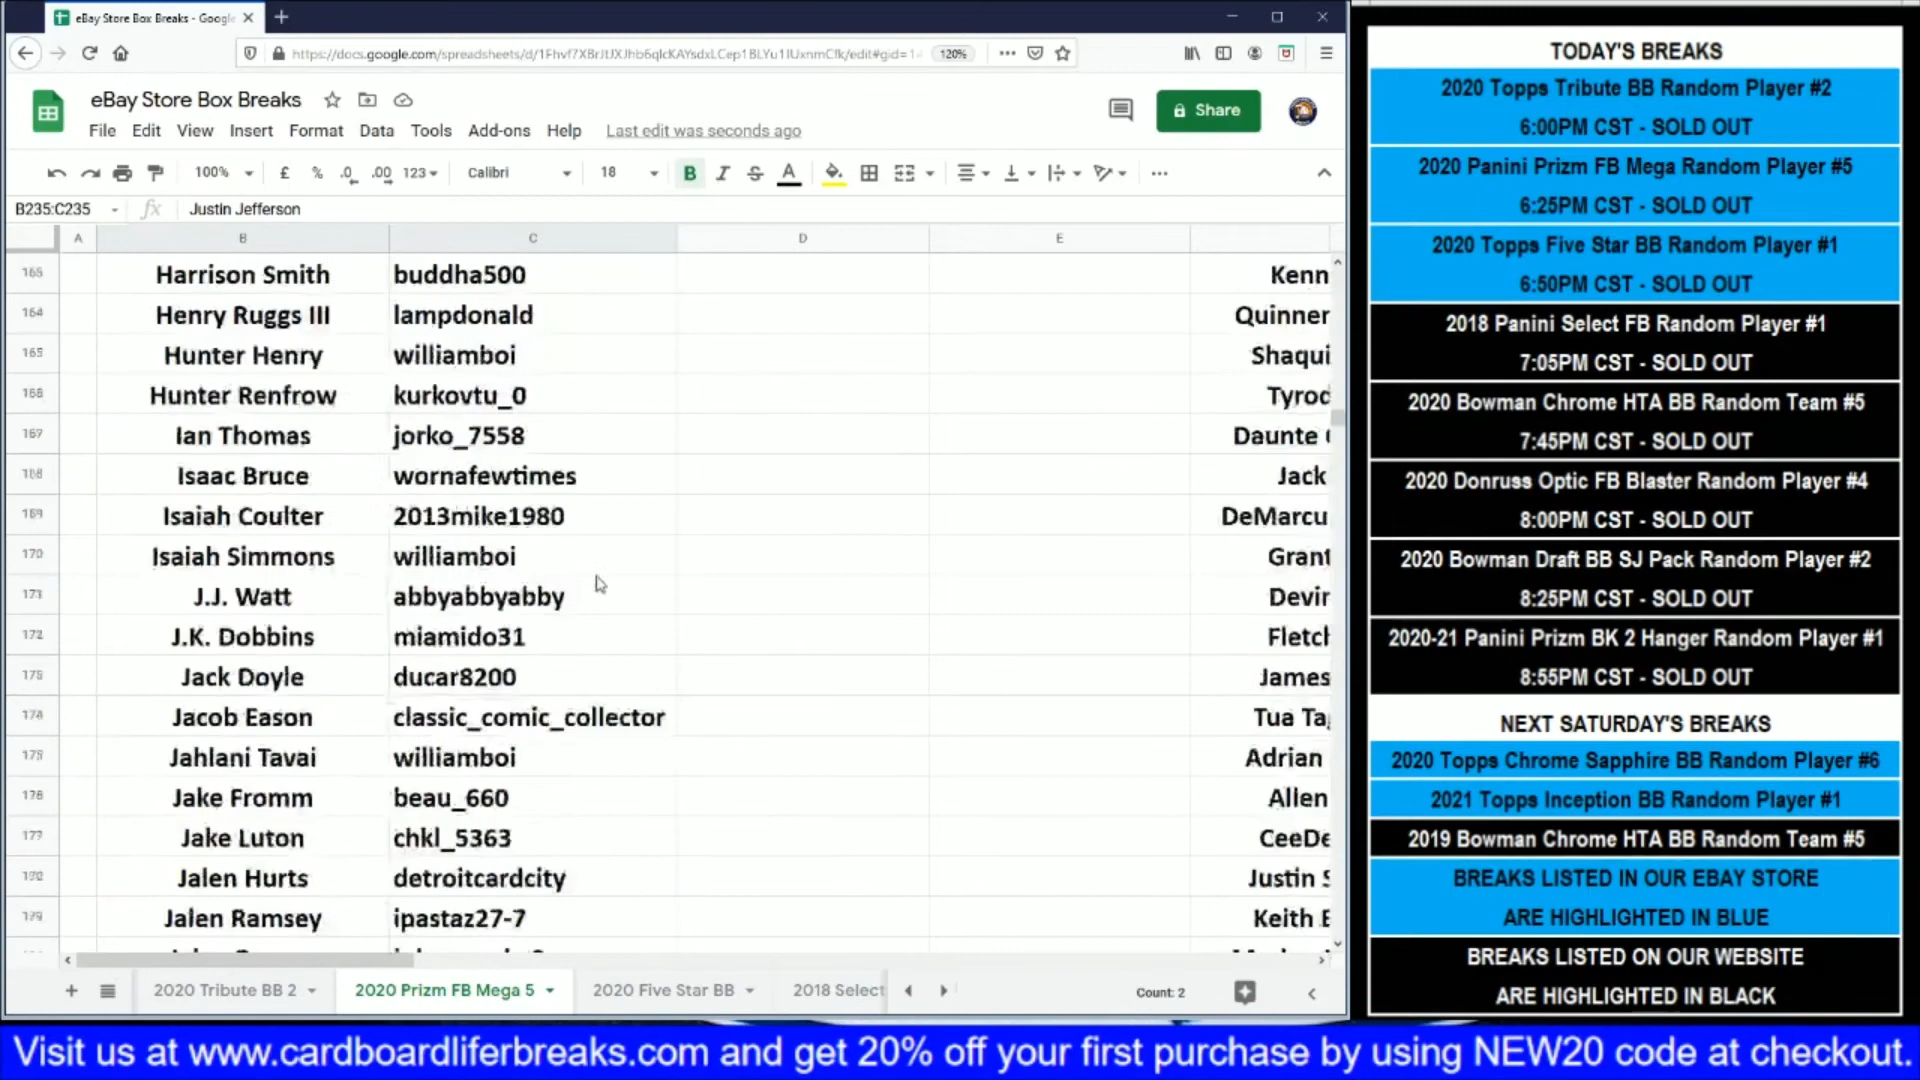 eBay Store Box Breaks - Google
https://docs.google.com/spreadsheets/d/
120%
eBay Store Box Breaks
File Edit View Insert Format Data Tools Add-ons Help Last edit was seconds ago
Share
100% £ % .0 .00 123 Calibri 18 B I S A
B235:C235 fx Justin Jefferson
A B C D E
Harrison Smith buddha500 Kenn
164 Henry Ruggs III lampdonald Quinner
165 Hunter Henry williamboi Shaqui
Hunter Renfrow kurkovtu_0 Tyrod
167 Ian Thomas jorko_7558 Daunte
Isaac Bruce wornafewtimes Jack
169 Isaiah Coulter 2013mike1980 DeMarcu
170 Isaiah Simmons williamboi Grant
171 J.J. Watt abbyabbyabby Devin
172 J.K. Dobbins miamido31 Fletch
Jack Doyle ducar8200 James
174 Jacob Eason classic_comic_collector Tua Ta
Jahlani Tavai williamboi Adrian
Jake Fromm beau_660 Allen
177 Jake Luton chkl_5363 CeeDe
Jalen Hurts detroitcardcity Justin
179 Jalen Ramsey ipastaz27-7 Keith
2020 Tribute BB 2 2020 Prizm FB Mega 5 2020 Five Star BB 2018 Select Count: 2
TODAY'S BREAKS
2020 Topps Tribute BB Random Player #2
6:00PM CST - SOLD OUT
2020 Panini Prizm FB Mega Random Player #5
6:25PM CST - SOLD OUT
2020 Topps Five Star BB Random Player #1
6:50PM CST - SOLD OUT
2018 Panini Select FB Random Player #1
7:05PM CST - SOLD OUT
2020 Bowman Chrome HTA BB Random Team #5
7:45PM CST - SOLD OUT
2020 Donruss Optic FB Blaster Random Player #4
8:00PM CST - SOLD OUT
2020 Bowman Draft BB SJ Pack Random Player #2
8:25PM CST - SOLD OUT
2020-21 Panini Prizm BK 2 Hanger Random Player #1
8:55PM CST - SOLD OUT
NEXT SATURDAY'S BREAKS
2020 Topps Chrome Sapphire BB Random Player #6
2021 Topps Inception BB Random Player #1
2019 Bowman Chrome HTA BB Random Team #5
BREAKS LISTED IN OUR EBAY STORE
ARE HIGHLIGHTED IN BLUE
BREAKS LISTED ON OUR WEBSITE
ARE HIGHLIGHTED IN BLACK
Visit us at www.cardboardliferbreaks.com and get 20% off your first purchase by using NEW20 code at checkout.